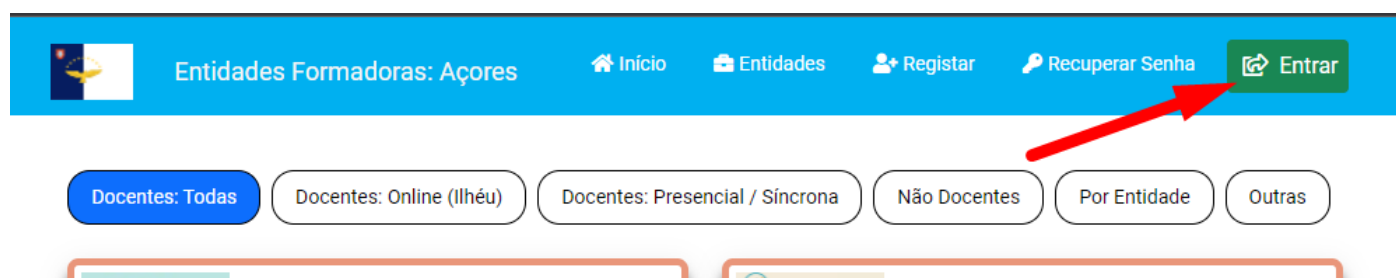 Entidades Formadoras: Açores
Início
Entidades
Registar
Recuperar Senha
Entrar
Docentes: Todas
Docentes: Online (Ilhéu)
Docentes: Presencial / Síncrona
Não Docentes
Por Entidade
Outras